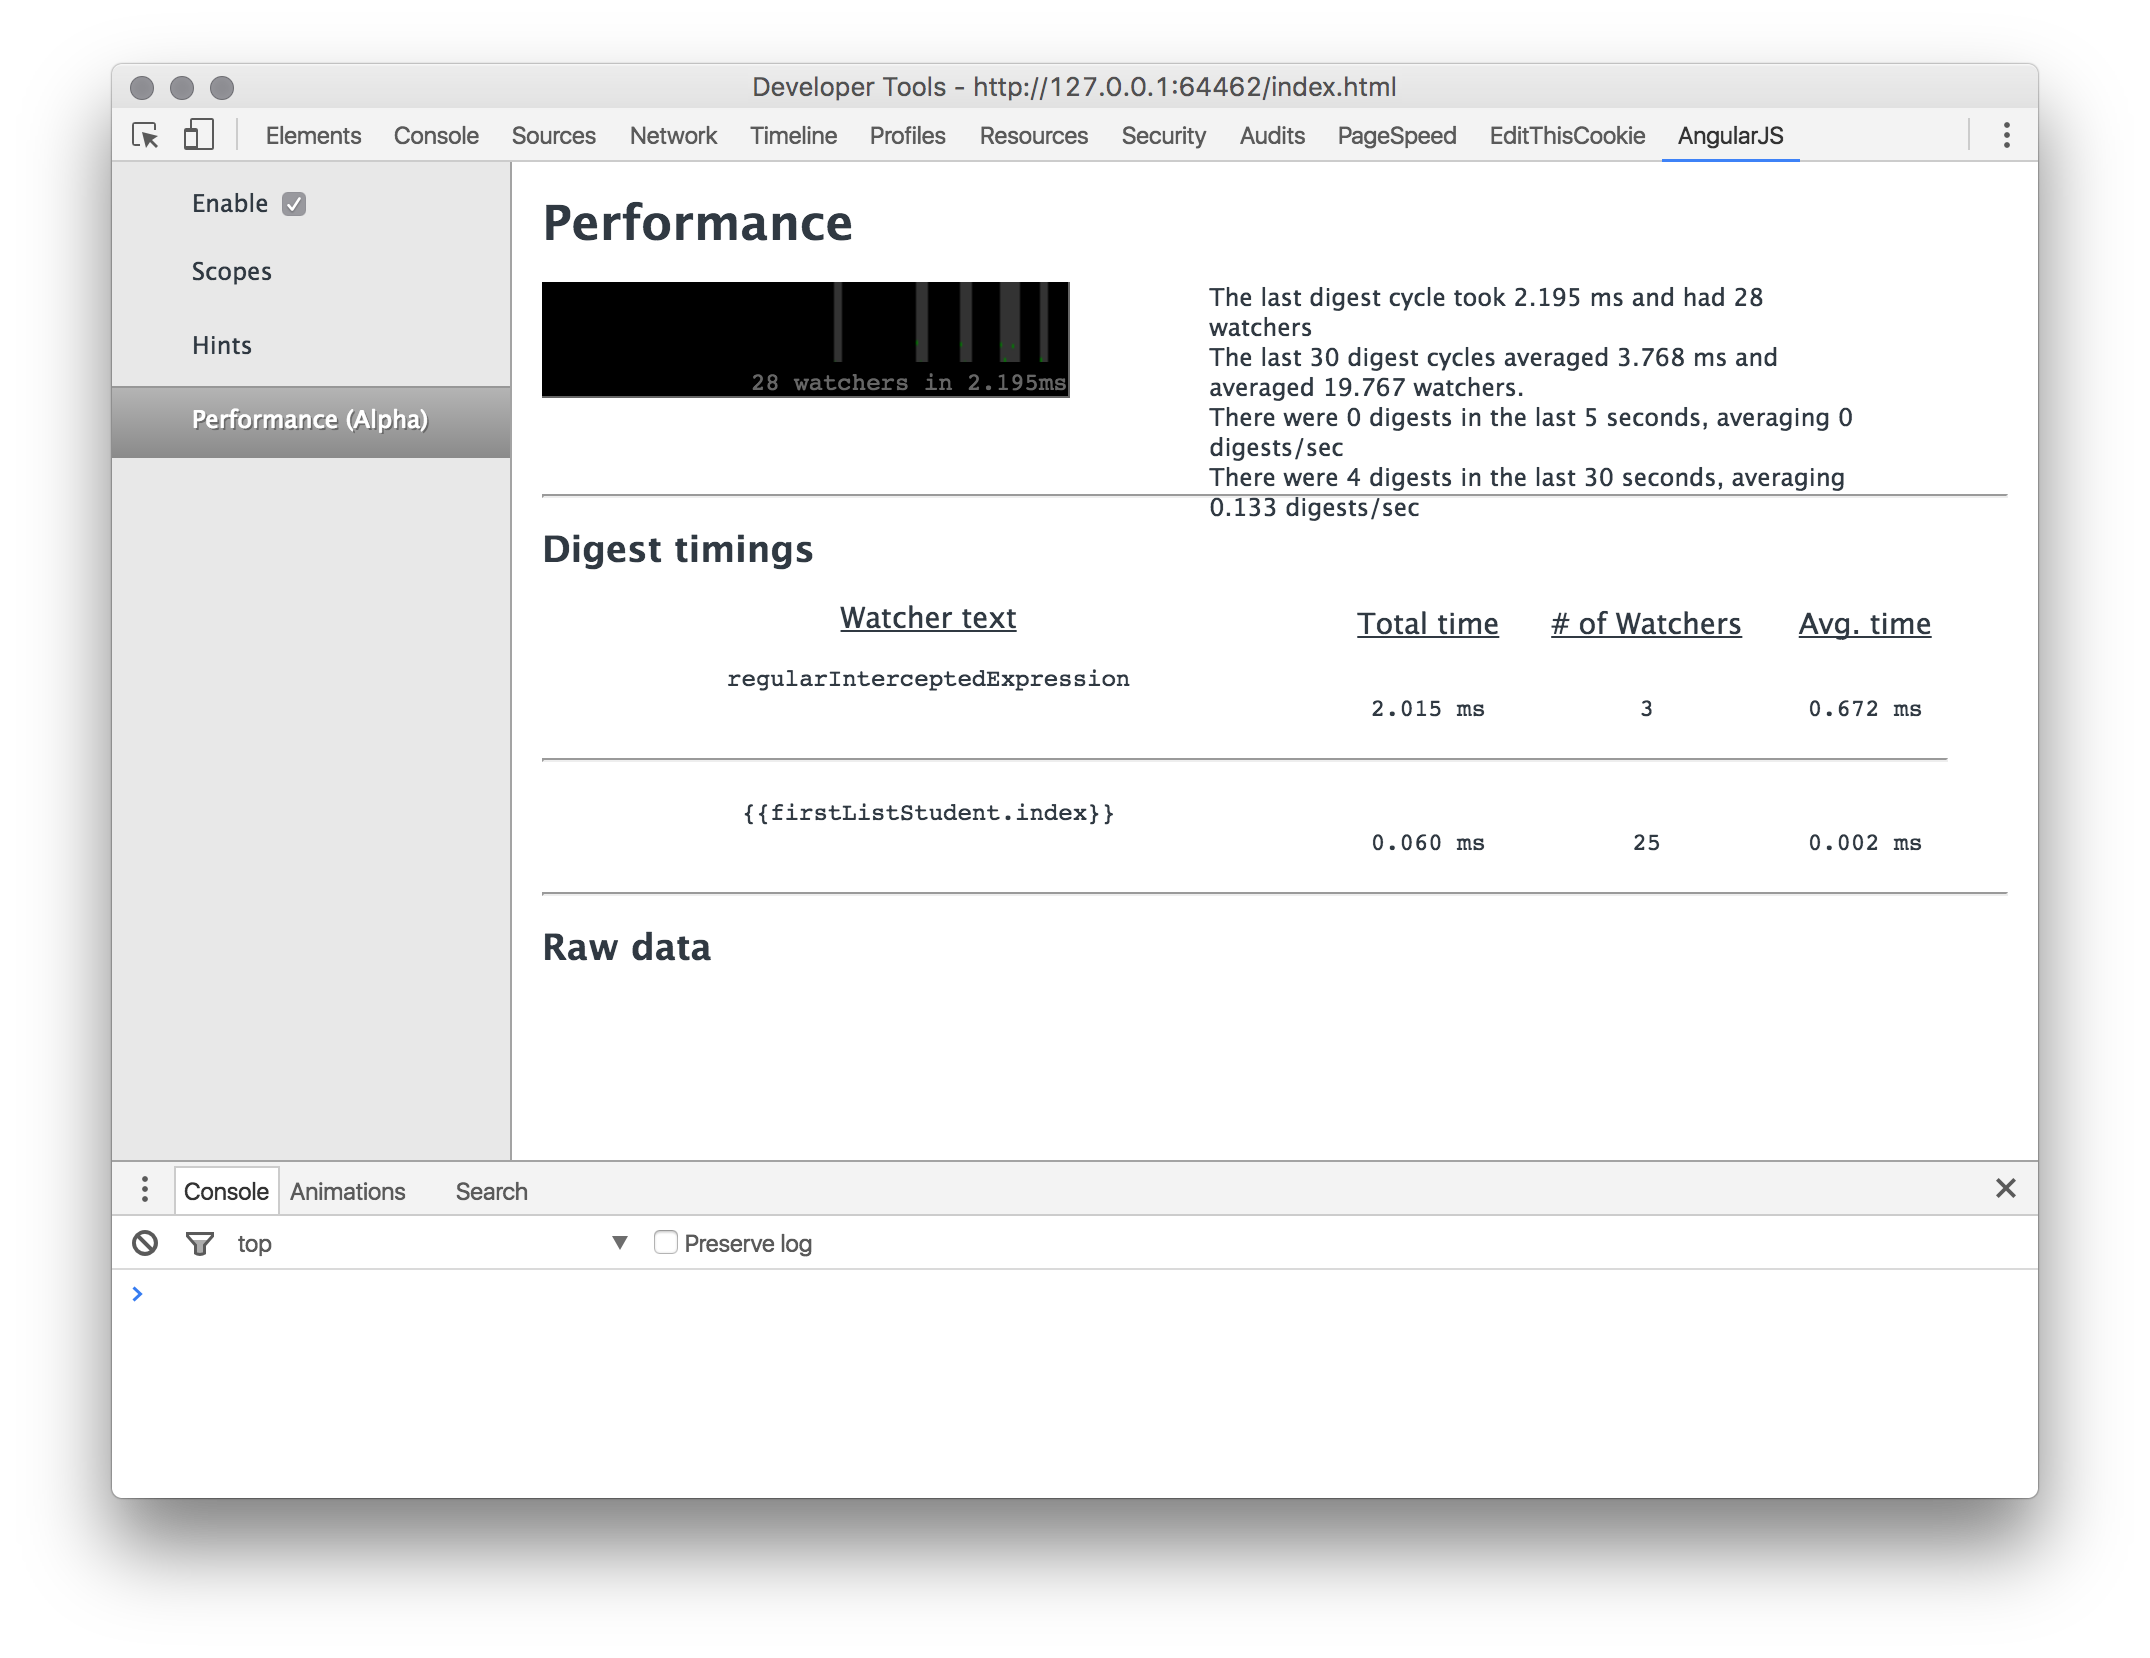 Developer Tools - http://127.0.0.1:64462/index.html
Elements Console Sources Network Timeline Profiles Resources Security Audits PageSpeed EditThisCookie AngularJS
Enable
Scopes
Hints
Performance (Alpha)
Performance
28 watchers in 2.195ms
The last digest cycle took 2.195 ms and had 28
watchers
The last 30 digest cycles averaged 3.768 ms and
averaged 19.767 watchers.
There were 0 digests in the last 5 seconds, averaging 0
digests/sec
There were 4 digests in the last 30 seconds, averaging
0.133 digests/sec
Digest timings
Watcher text Total time # of Watchers Avg. time
regularInterceptedExpression
2.015 ms 3 0.672 ms
{{firstListStudent.index}}
0.060 ms 25 0.002 ms
Raw data
Console Animations Search
top Preserve log